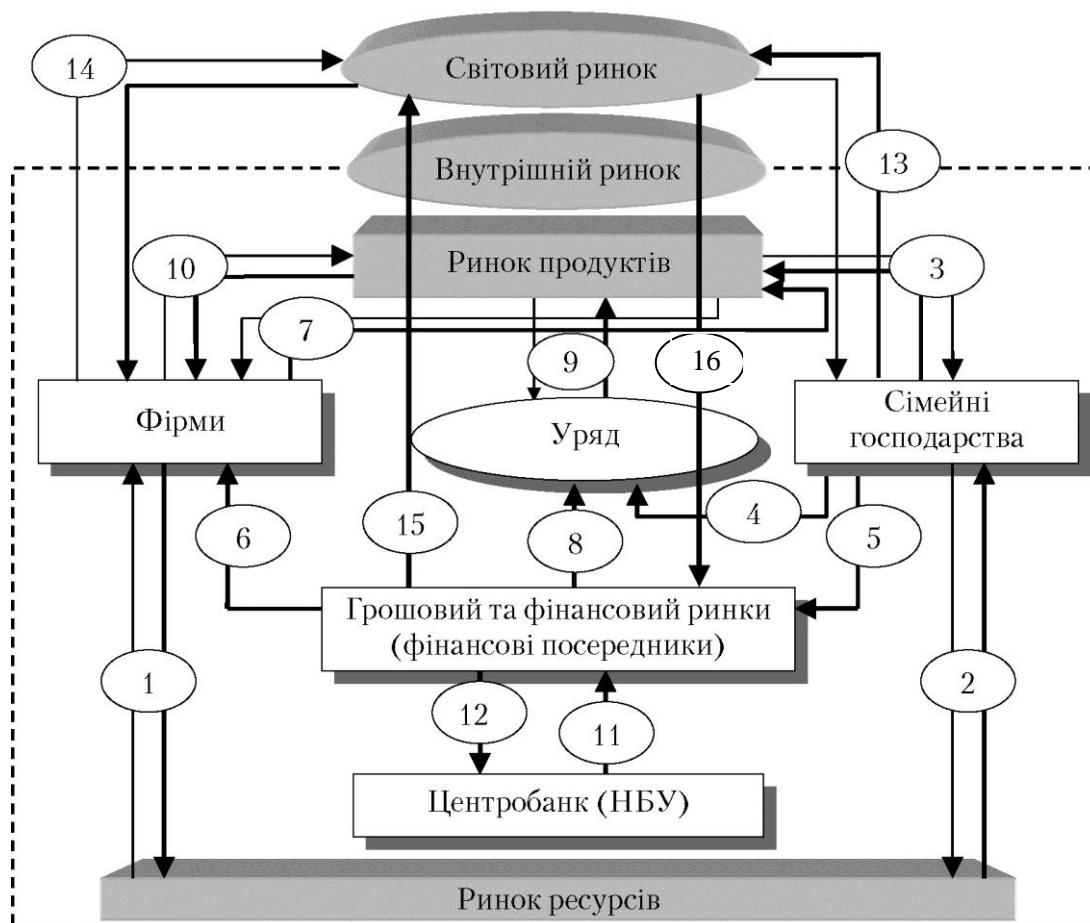 14
Світовий ринок
Внутрішній ринок
13
10
Ринок продуктів
3
7
9
16
Фірми
Уряд
Сімейні
господарства
6
15
8
4
5
Грошовий та фінансовий ринки
(фінансові посередники)
1
2
12
11
Центробанк (НБУ)
Ринок ресурсів